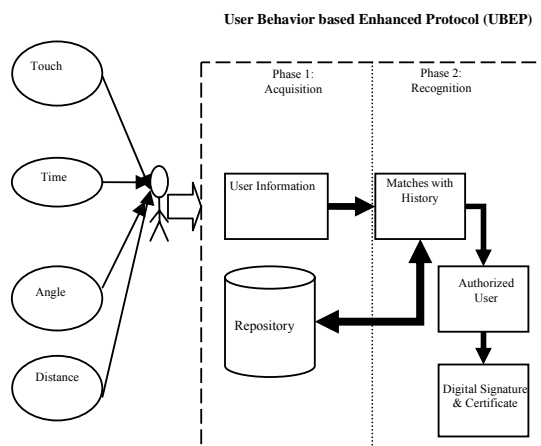 User Behavior based Enhanced Protocol (UBEP)
Touch
Time
Angle
Distance
Phase 1:
Acquisition
User Information
Repository
Phase 2:
Recognition
Matches with
History
Authorized
User
Digital Signature
& Certificate